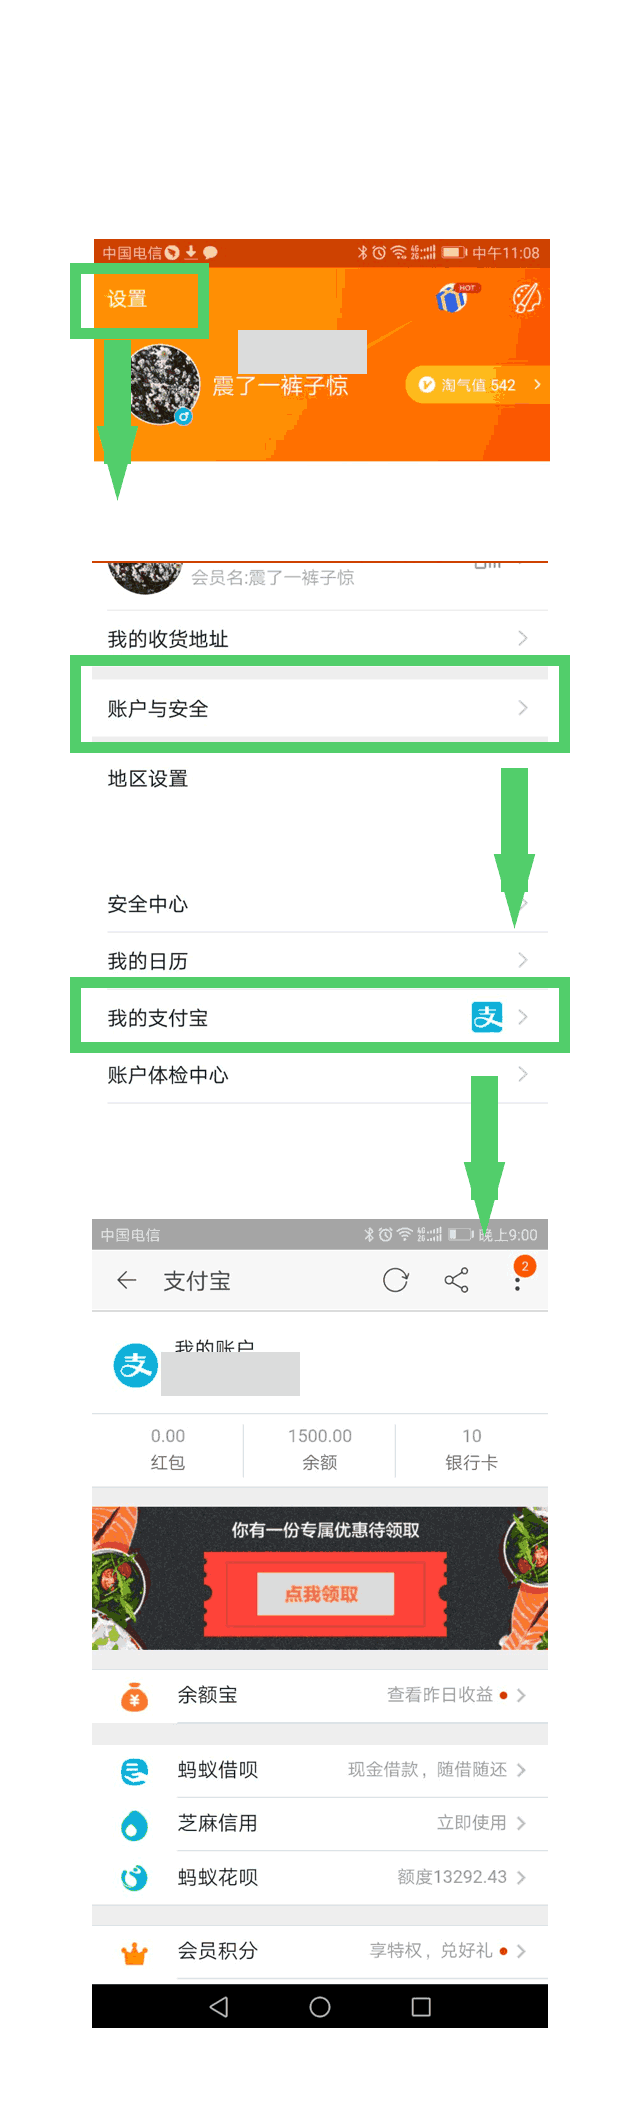 中国电信 中午11:08
设置 HOT
震了一裤子惊 淘气值 542
会员名:震了一裤子惊
我的收货地址
账户与安全
地区设置
安全中心
我的日历
我的支付宝 支
账户体检中心
中国电信 晚上9:00
支付宝 2
我的账户
支
0.00 1500.00 10
红包 余额 银行卡
你有一份专属优惠待领取
点我领取
余额宝 查看昨日收益
蚂蚁借呗 现金借款，随借随还
芝麻信用 立即使用
蚂蚁花呗 额度13292.43
会员积分 享特权，兑好礼